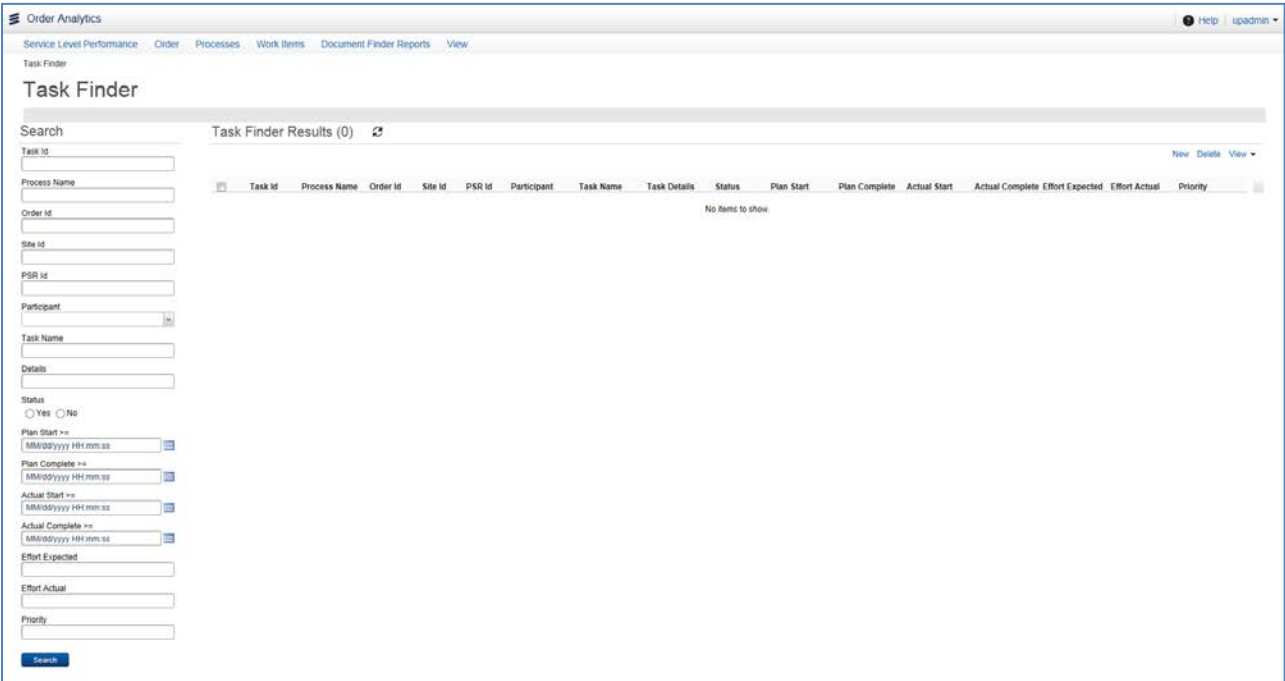 Order Analytics
Help upadmin
Service Level Performance Order Processes Work Items Document Finder Reports View
Task Finder
Task Finder
Search
Task Finder Results (0)
New Delete View
Task Id
Process Name
Order Id
Site Id
PSR Id
Participant
Task Name
Details
Status
Yes No
Plan Start >=
MM/dd/yyyy HH:mm:ss
Plan Complete >=
MM/dd/yyyy HH:mm:ss
Actual Start >=
MM/dd/yyyy HH:mm:ss
Actual Complete >=
MM/dd/yyyy HH:mm:ss
Effort Expected
Effort Actual
Priority
Search
Task Id Process Name Order Id Site Id PSR Id Participant Task Name Task Details Status Plan Start Plan Complete Actual Start Actual Complete Effort Expected Effort Actual Priority
No items to show.